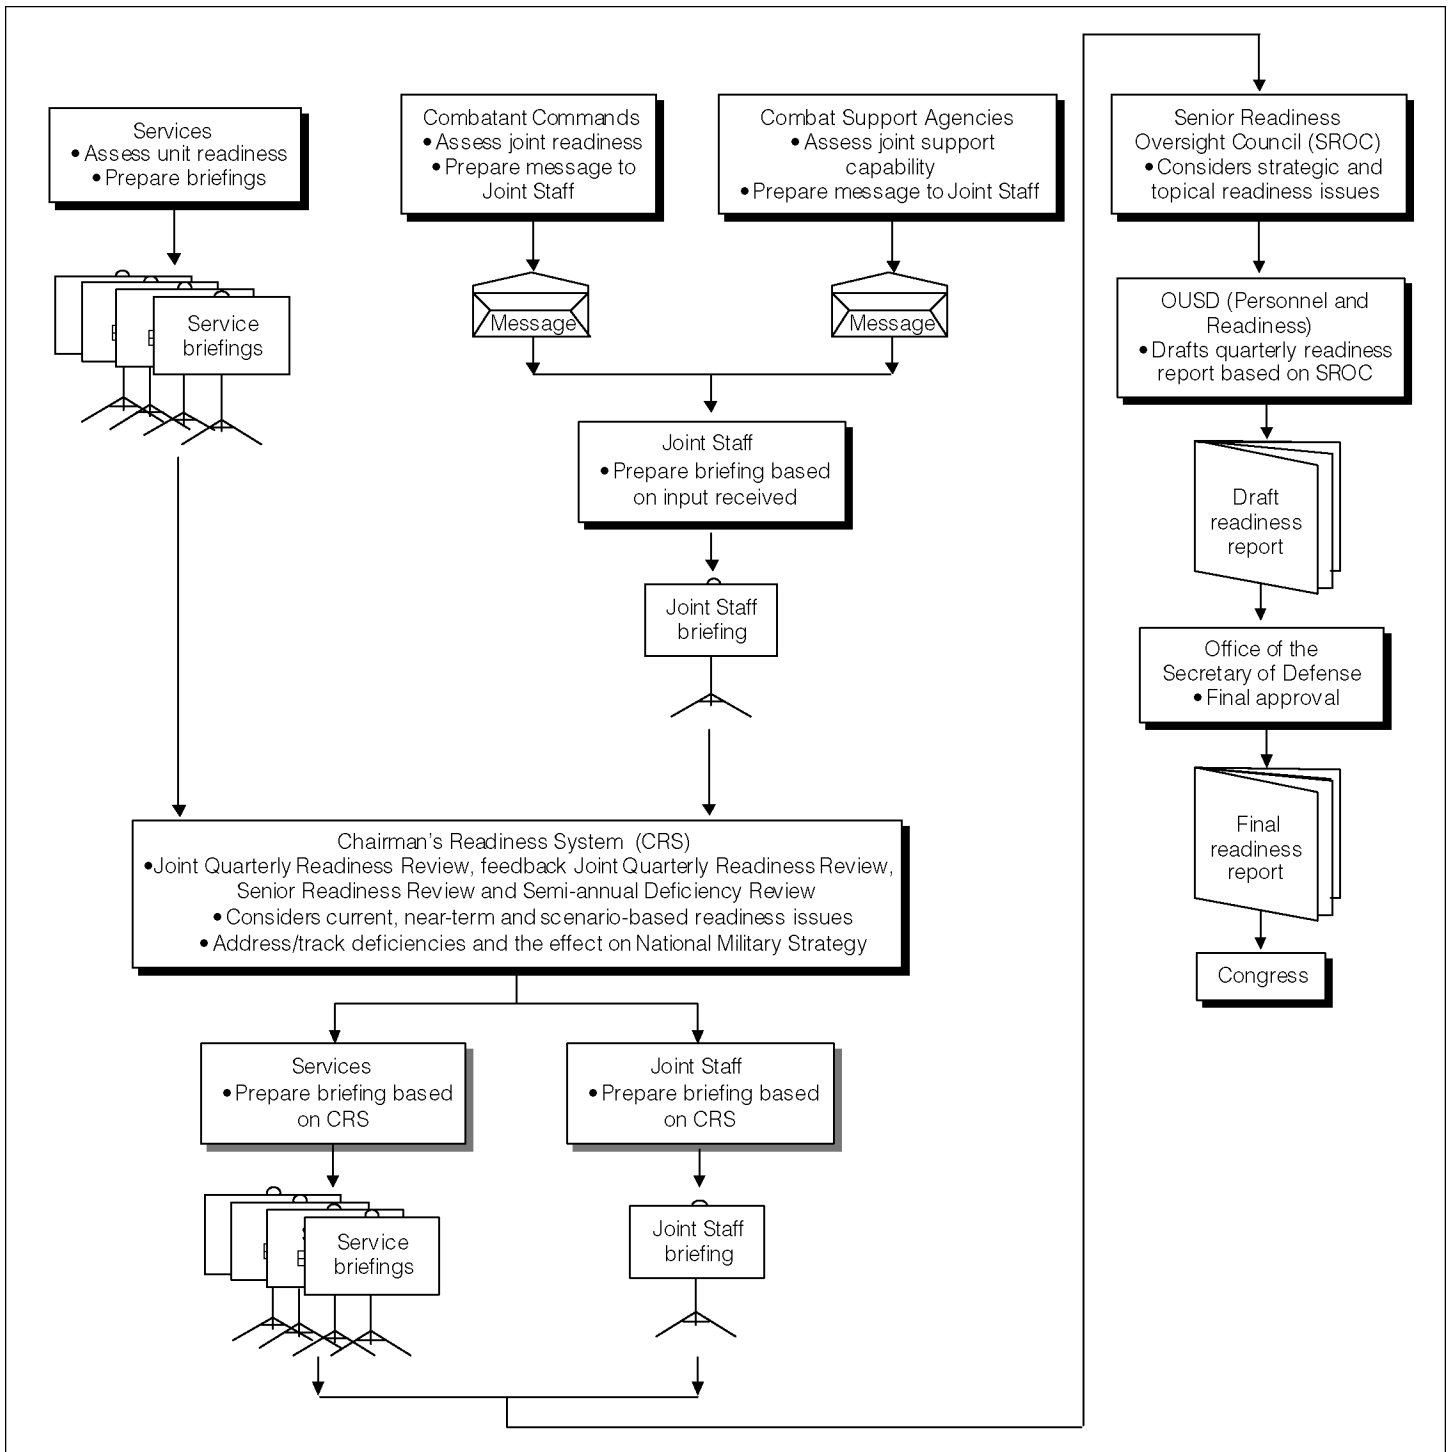 Services
• Assess unit readiness
• Prepare briefings
Service
briefings
Combatant Commands
• Assess joint readiness
• Prepare message to
Joint Staff
Message
Combat Support Agencies
• Assess joint support
capability
• Prepare message to Joint Staff
Message
Joint Staff
• Prepare briefing based
on input received
Joint Staff
briefing
Chairman's Readiness System (CRS)
• Joint Quarterly Readiness Review, feedback Joint Quarterly Readiness Review,
Senior Readiness Review and Semi-annual Deficiency Review
• Considers current, near-term and scenario-based readiness issues
• Address/track deficiencies and the effect on National Military Strategy
Services
• Prepare briefing based
on CRS
Service
briefings
Joint Staff
• Prepare briefing based
on CRS
Joint Staff
briefing
Senior Readiness
Oversight Council (SROC)
• Considers strategic and
topical readiness issues
OUSD (Personnel and
Readiness)
• Drafts quarterly readiness
report based on SROC
Draft
readiness
report
Office of the
Secretary of Defense
• Final approval
Final
readiness
report
Congress